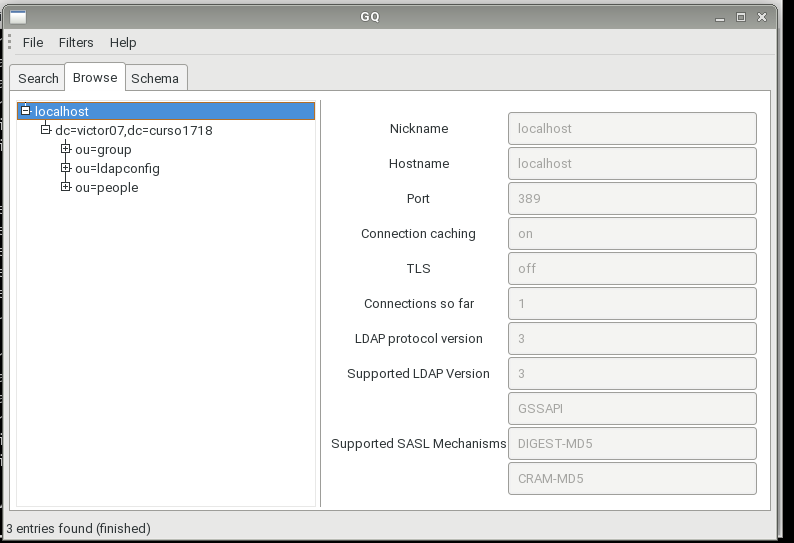 GQ
File Filters Help
Search Browse Schema
localhost
dc=victor07,dc=curso1718
ou=group
ou=ldapconfig
ou=people
Nickname localhost
Hostname localhost
Port 389
Connection caching on
TLS off
Connections so far 1
LDAP protocol version 3
Supported LDAP Version 3
GSSAPI
Supported SASL Mechanisms DIGEST-MD5
CRAM-MD5
3 entries found (finished)